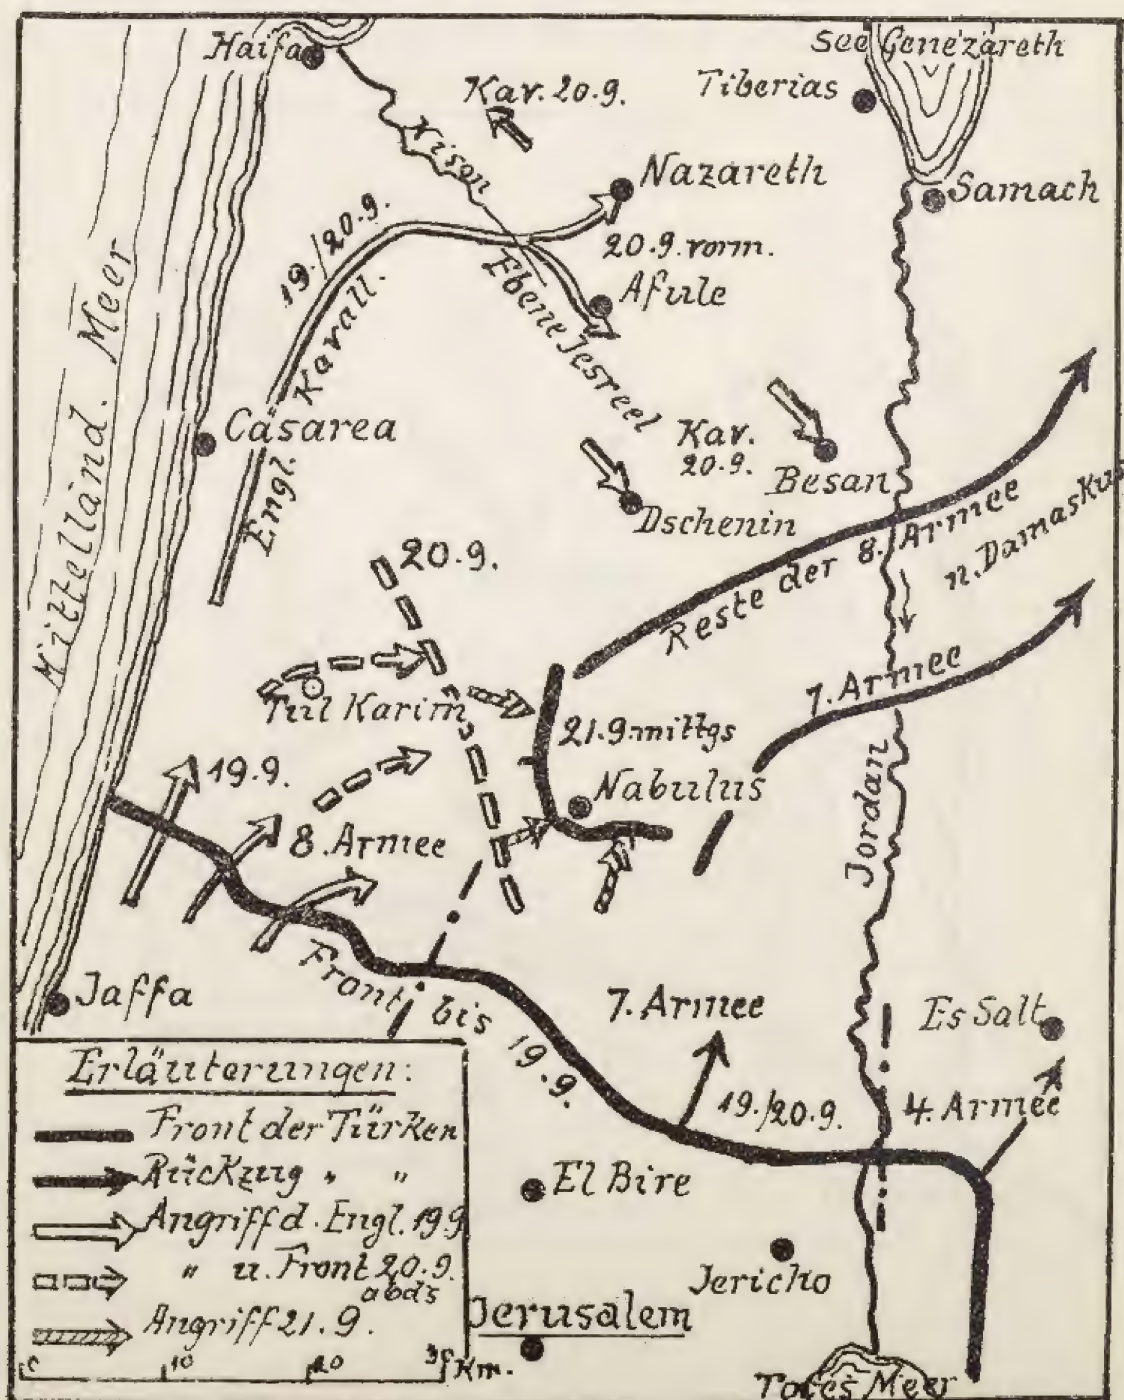 Haifa
See Genézareth
Tiberias
Kav. 20.9.
Kison
Nazareth
Samach
19./20.9.
20.9. vorm.
Afule
Ebene Jesreel
Mittelländ. Meer
Engl. Kavall.
Cäsarea
Kav.
20.9.
Besan
Dschenin
20.9.
Reste der 8. Armee
n. Damaskus
7. Armee
Tul Karim
21.9. mittgs
Nabulus
19.9.
8. Armee
Jordan
Front bis 19.9.
Jaffa
7. Armee
Es Salt
19./20.9.
4. Armee
El Bire
Jericho
Jerusalem
Totes Meer
Erläuterungen:
Front der Türken
Rückzug " "
Angriff d. Engl. 19.9
" u. Front 20.9.
abds
Angriff 21.9.
0 10 20 30 Km.